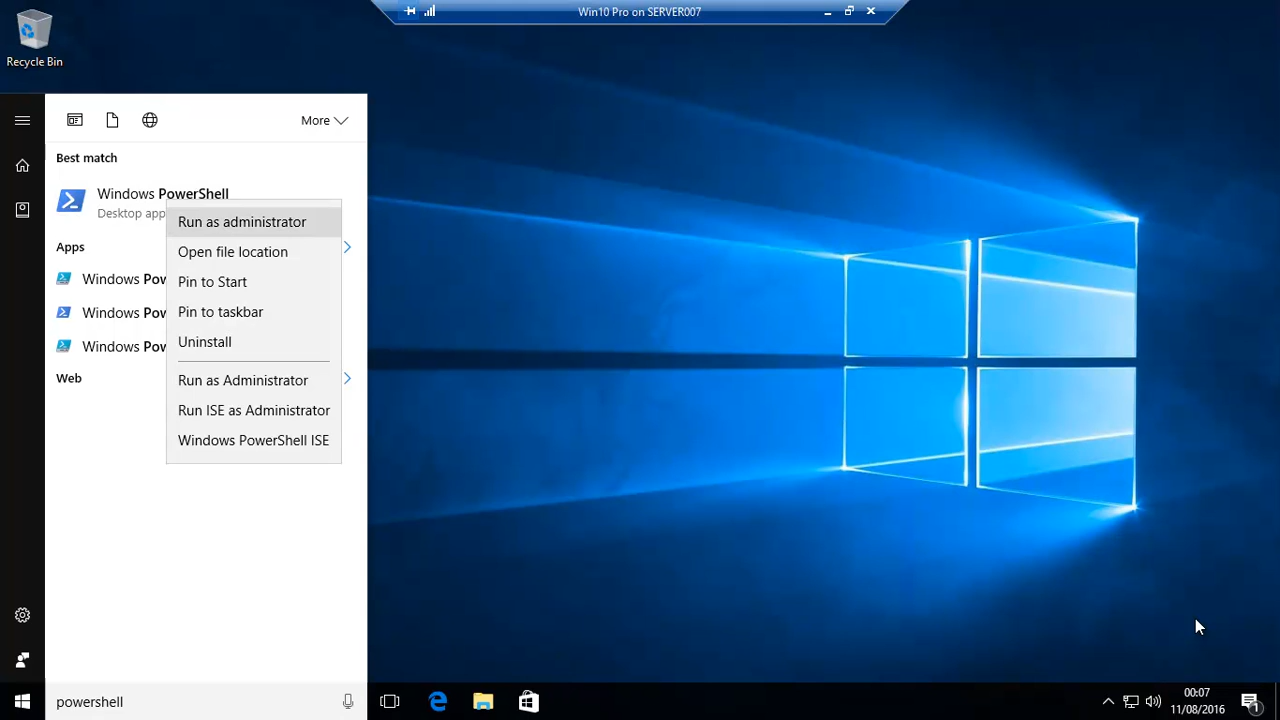 Win10 Pro on SERVER007
Recycle Bin
More
Best match
Windows PowerShell
Desktop app
Run as administrator
Apps
Open file location
Windows Pow
Pin to Start
Windows Pow
Pin to taskbar
Windows Pow
Uninstall
Web
Run as Administrator
Run ISE as Administrator
Windows PowerShell ISE
powershell
00:07
11/08/2016
1